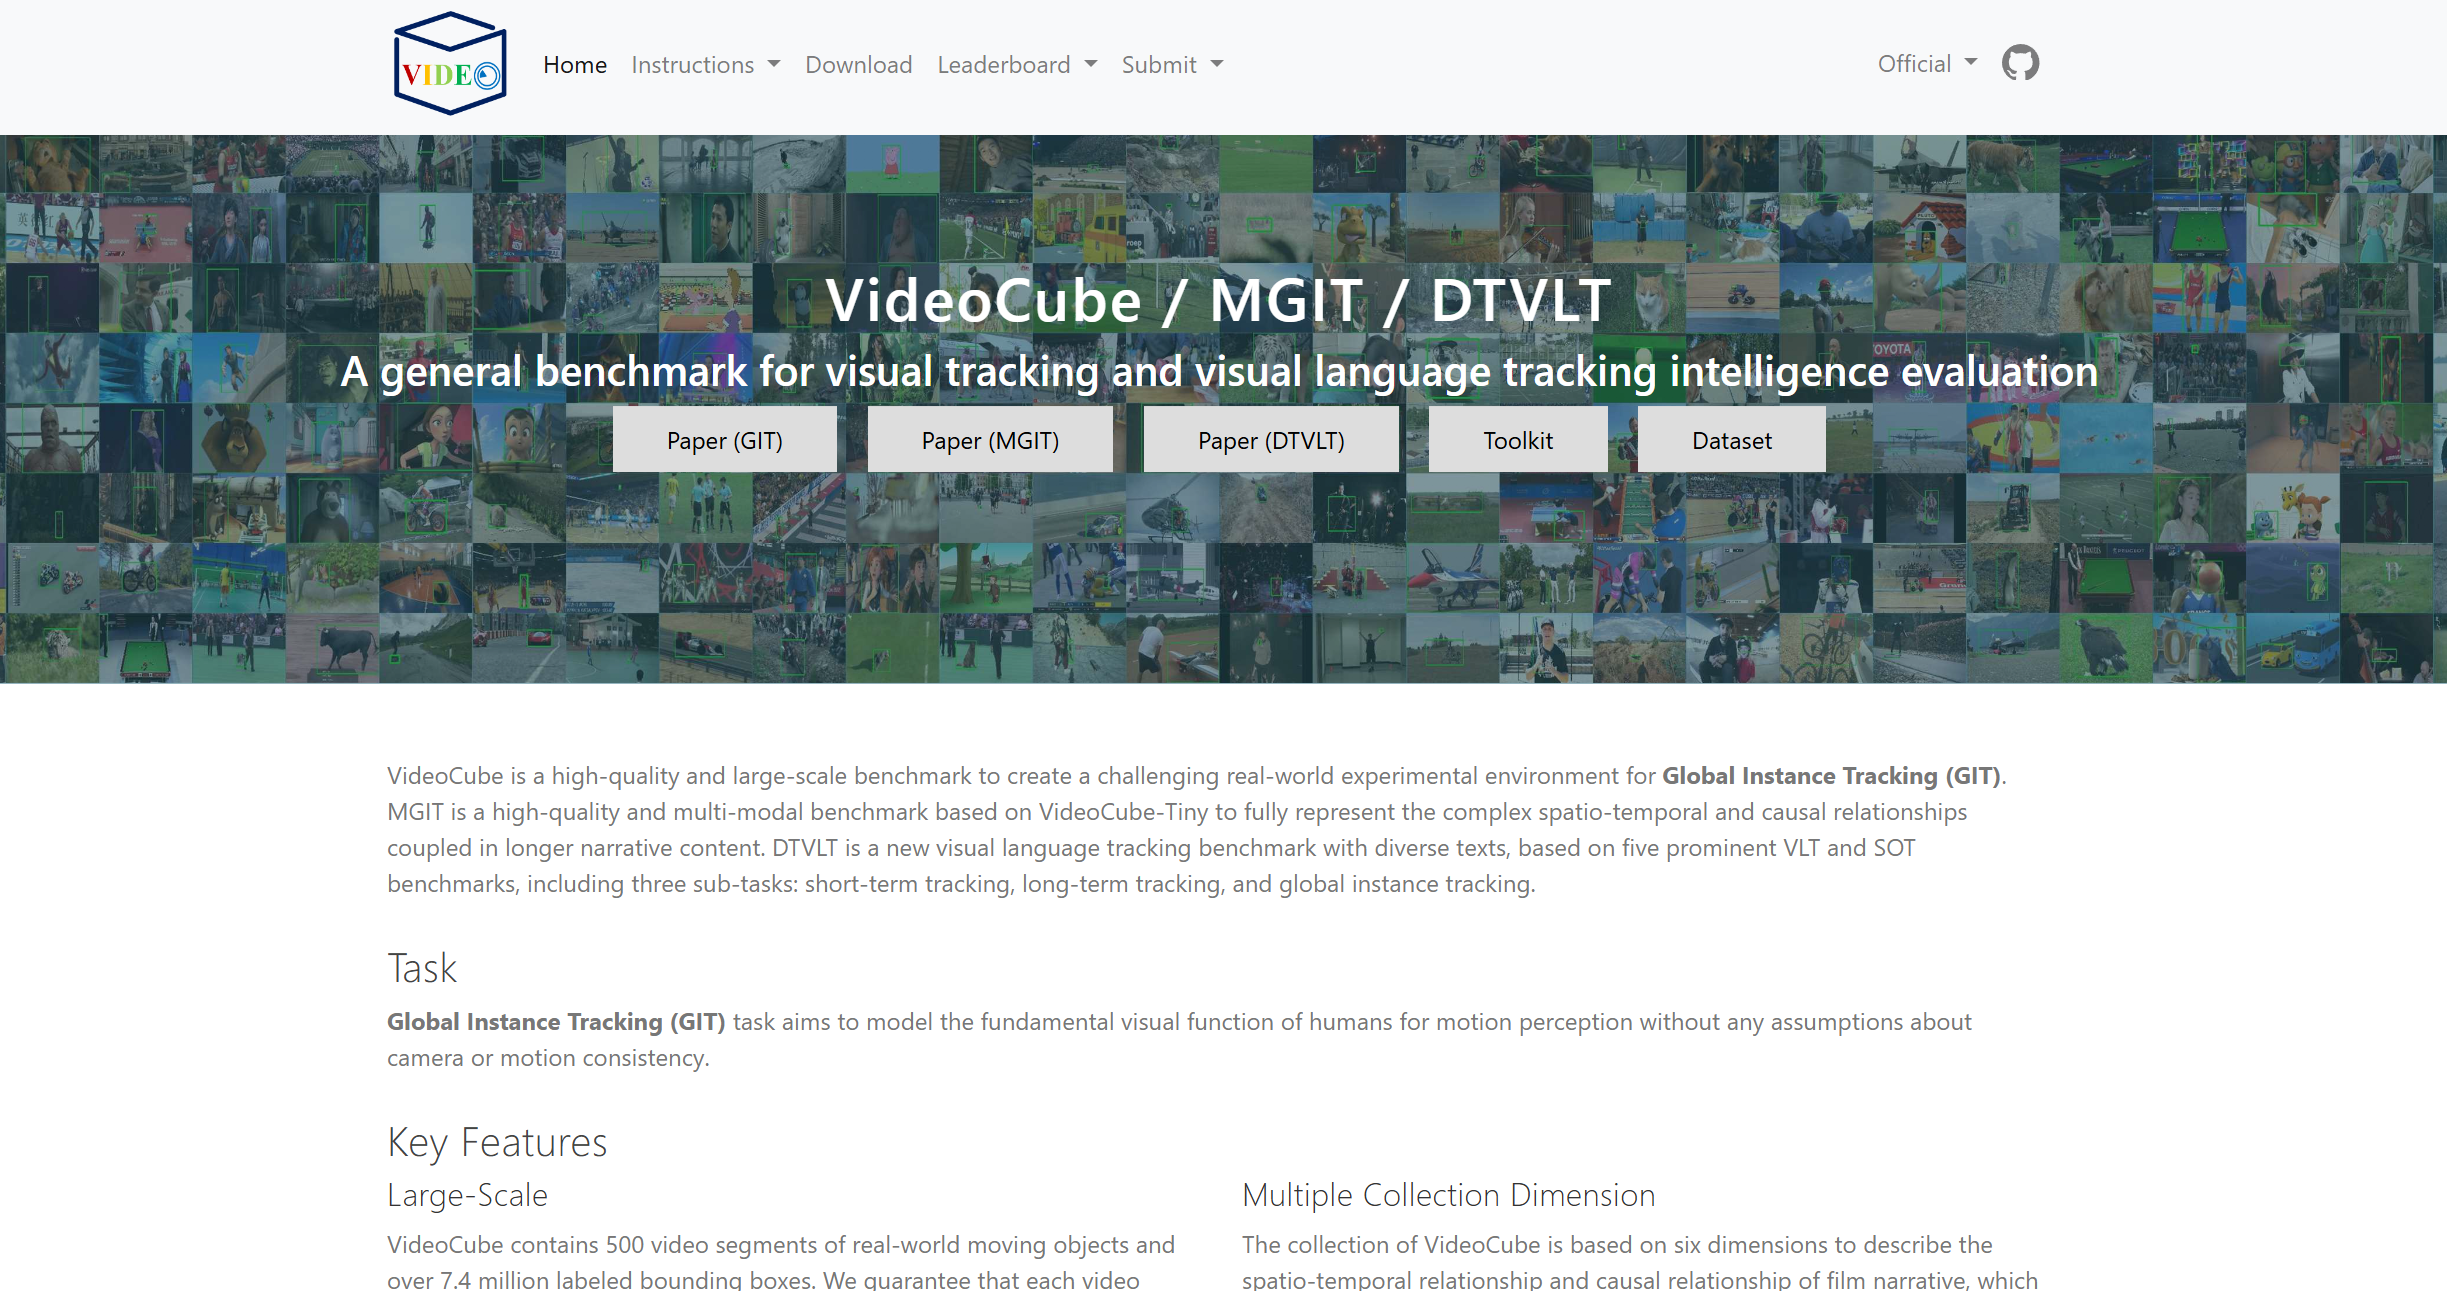 VIDEO
Home Instructions Download Leaderboard Submit Official
VideoCube / MGIT / DTVLT
A general benchmark for visual tracking and visual language tracking intelligence evaluation
Paper (GIT) Paper (MGIT) Paper (DTVLT) Toolkit Dataset
VideoCube is a high-quality and large-scale benchmark to create a challenging real-world experimental environment for Global Instance Tracking (GIT).
MGIT is a high-quality and multi-modal benchmark based on VideoCube-Tiny to fully represent the complex spatio-temporal and causal relationships
coupled in longer narrative content. DTVLT is a new visual language tracking benchmark with diverse texts, based on five prominent VLT and SOT
benchmarks, including three sub-tasks: short-term tracking, long-term tracking, and global instance tracking.
Task
Global Instance Tracking (GIT) task aims to model the fundamental visual function of humans for motion perception without any assumptions about
camera or motion consistency.
Key Features
Large-Scale
VideoCube contains 500 video segments of real-world moving objects and
over 7.4 million labeled bounding boxes. We guarantee that each video
Multiple Collection Dimension
The collection of VideoCube is based on six dimensions to describe the
spatio-temporal relationship and causal relationship of film narrative, which